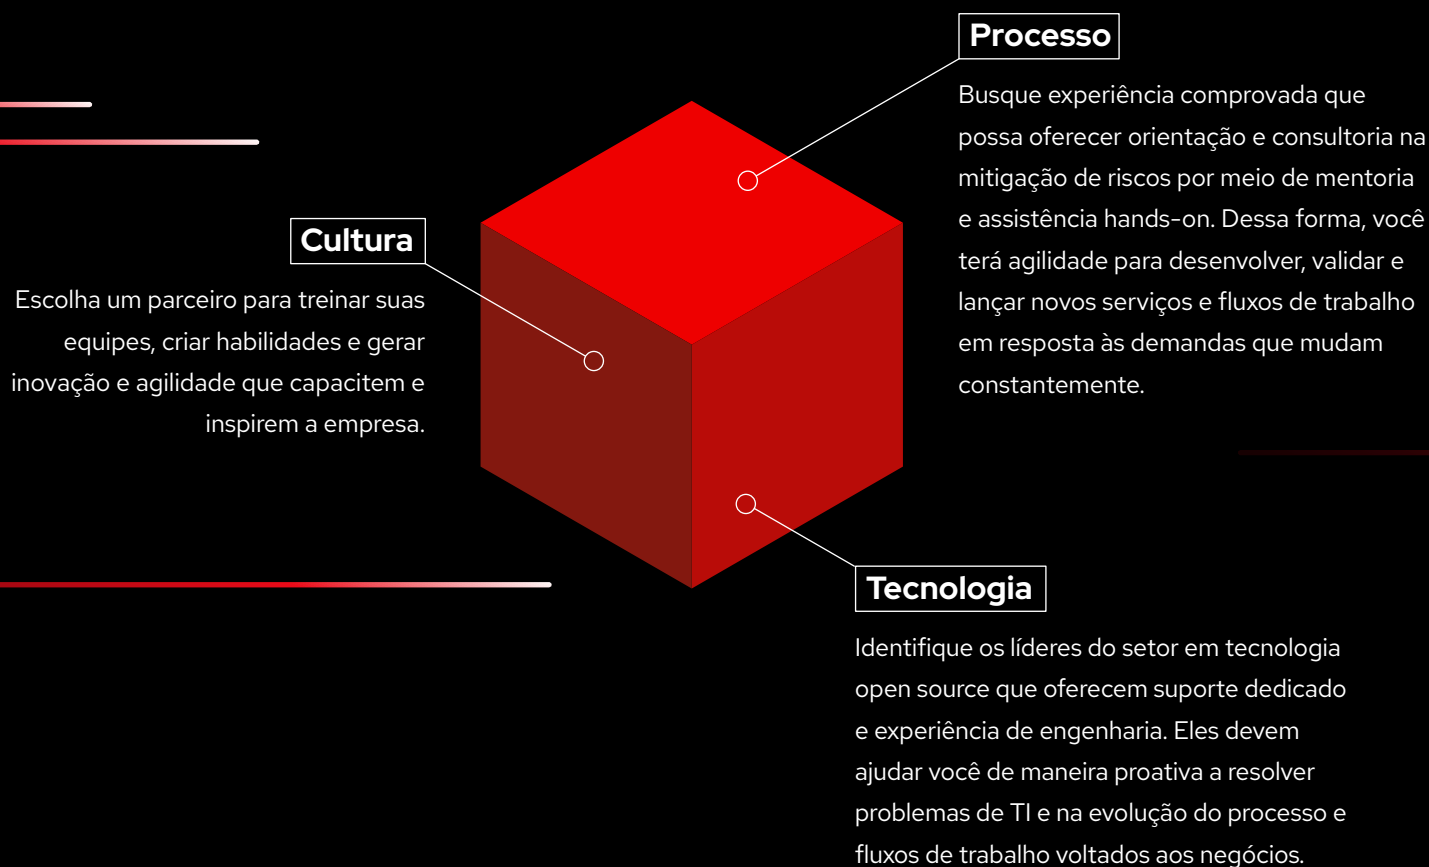 Processo
Busque experiência comprovada que
possa oferecer orientação e consultoria na
mitigação de riscos por meio de mentoria
e assistência hands-on. Dessa forma, você
terá agilidade para desenvolver, validar e
lançar novos serviços e fluxos de trabalho
em resposta às demandas que mudam
constantemente.
Cultura
Escolha um parceiro para treinar suas
equipes, criar habilidades e gerar
inovação e agilidade que capacitem e
inspirem a empresa.
Tecnologia
Identifique os líderes do setor em tecnologia
open source que oferecem suporte dedicado
e experiência de engenharia. Eles devem
ajudar você de maneira proativa a resolver
problemas de TI e na evolução do processo e
fluxos de trabalho voltados aos negócios.